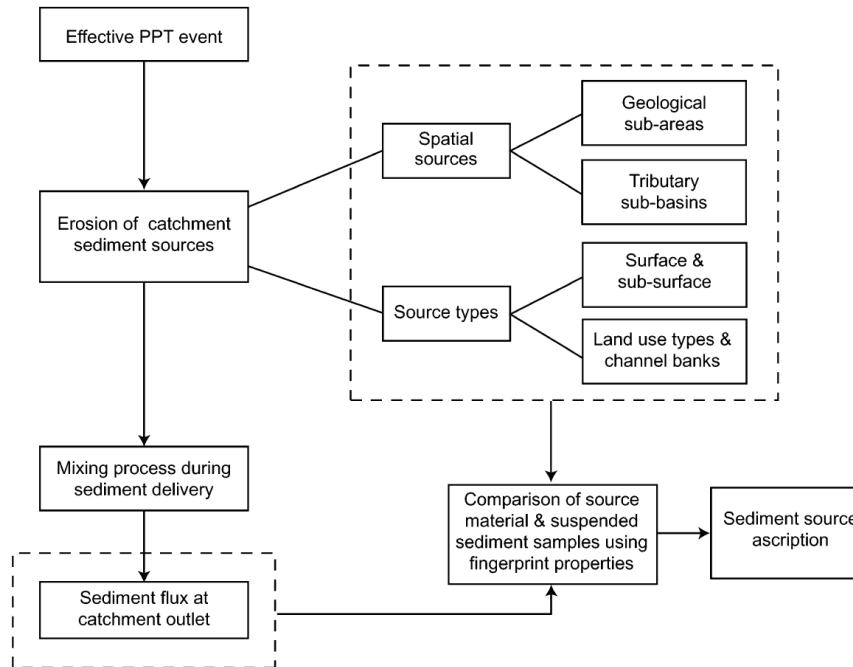 Effective PPT event
Geological
sub-areas
Spatial
sources
Tributary
sub-basins
Erosion of catchment
sediment sources
Surface &
sub-surface
Source types
Land use types &
channel banks
Mixing process during
sediment delivery
Comparison of source
material & suspended
sediment samples using
fingerprint properties
Sediment source
ascription
Sediment flux at
catchment outlet